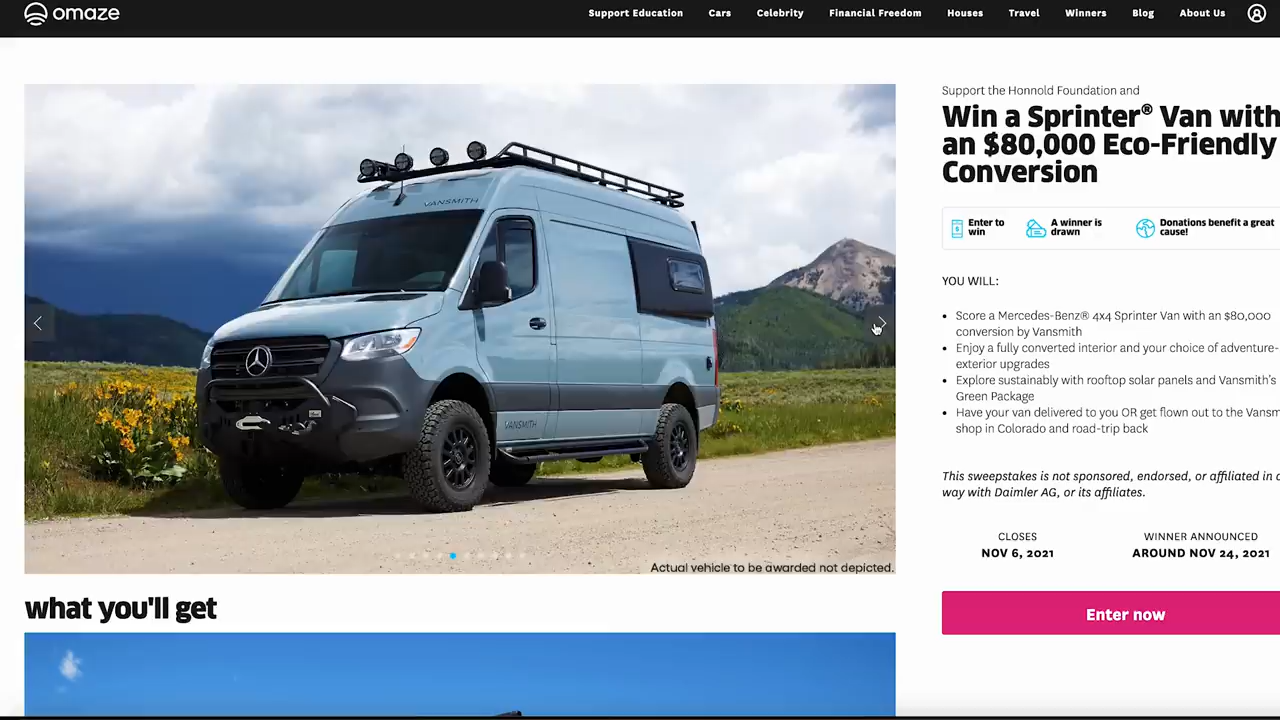 omaze
Support Education Cars Celebrity Financial Freedom Houses Travel Winners Blog About Us
VANSMITH
VANSMITH
Actual vehicle to be awarded not depicted.
what you'll get
Support the Honnold Foundation and
Win a Sprinter® Van with
an $80,000 Eco-Friendly
Conversion
Enter to
win
A winner is
drawn
Donations benefit a great
cause!
YOU WILL:
Score a Mercedes-Benz® 4x4 Sprinter Van with an $80,000
conversion by Vansmith
Enjoy a fully converted interior and your choice of adventure-
exterior upgrades
Explore sustainably with rooftop solar panels and Vansmith's
Green Package
Have your van delivered to you OR get flown out to the Vansm
shop in Colorado and road-trip back
This sweepstakes is not sponsored, endorsed, or affiliated in
way with Daimler AG, or its affiliates.
CLOSES
NOV 6, 2021
WINNER ANNOUNCED
AROUND NOV 24, 2021
Enter now